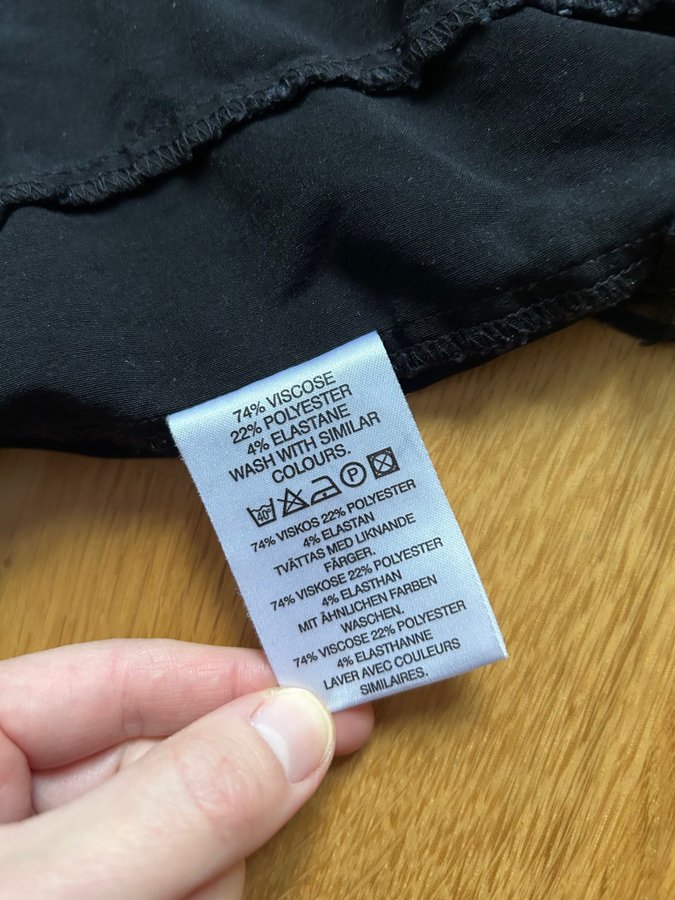 74% VISCOSE
22% POLYESTER
4% ELASTANE
WASH WITH SIMILAR
COLOURS.
40° P
74% VISKOS 22% POLYESTER
4% ELASTAN
TVÄTTAS MED LIKNANDE
FÄRGER.
74% VISKOSE 22% POLYESTER
4% ELASTHAN
MIT ÄHNLICHEN FARBEN
WASCHEN.
74% VISCOSE 22% POLYESTER
4% ELASTHANNE
LAVER AVEC COULEURS
SIMILAIRES.